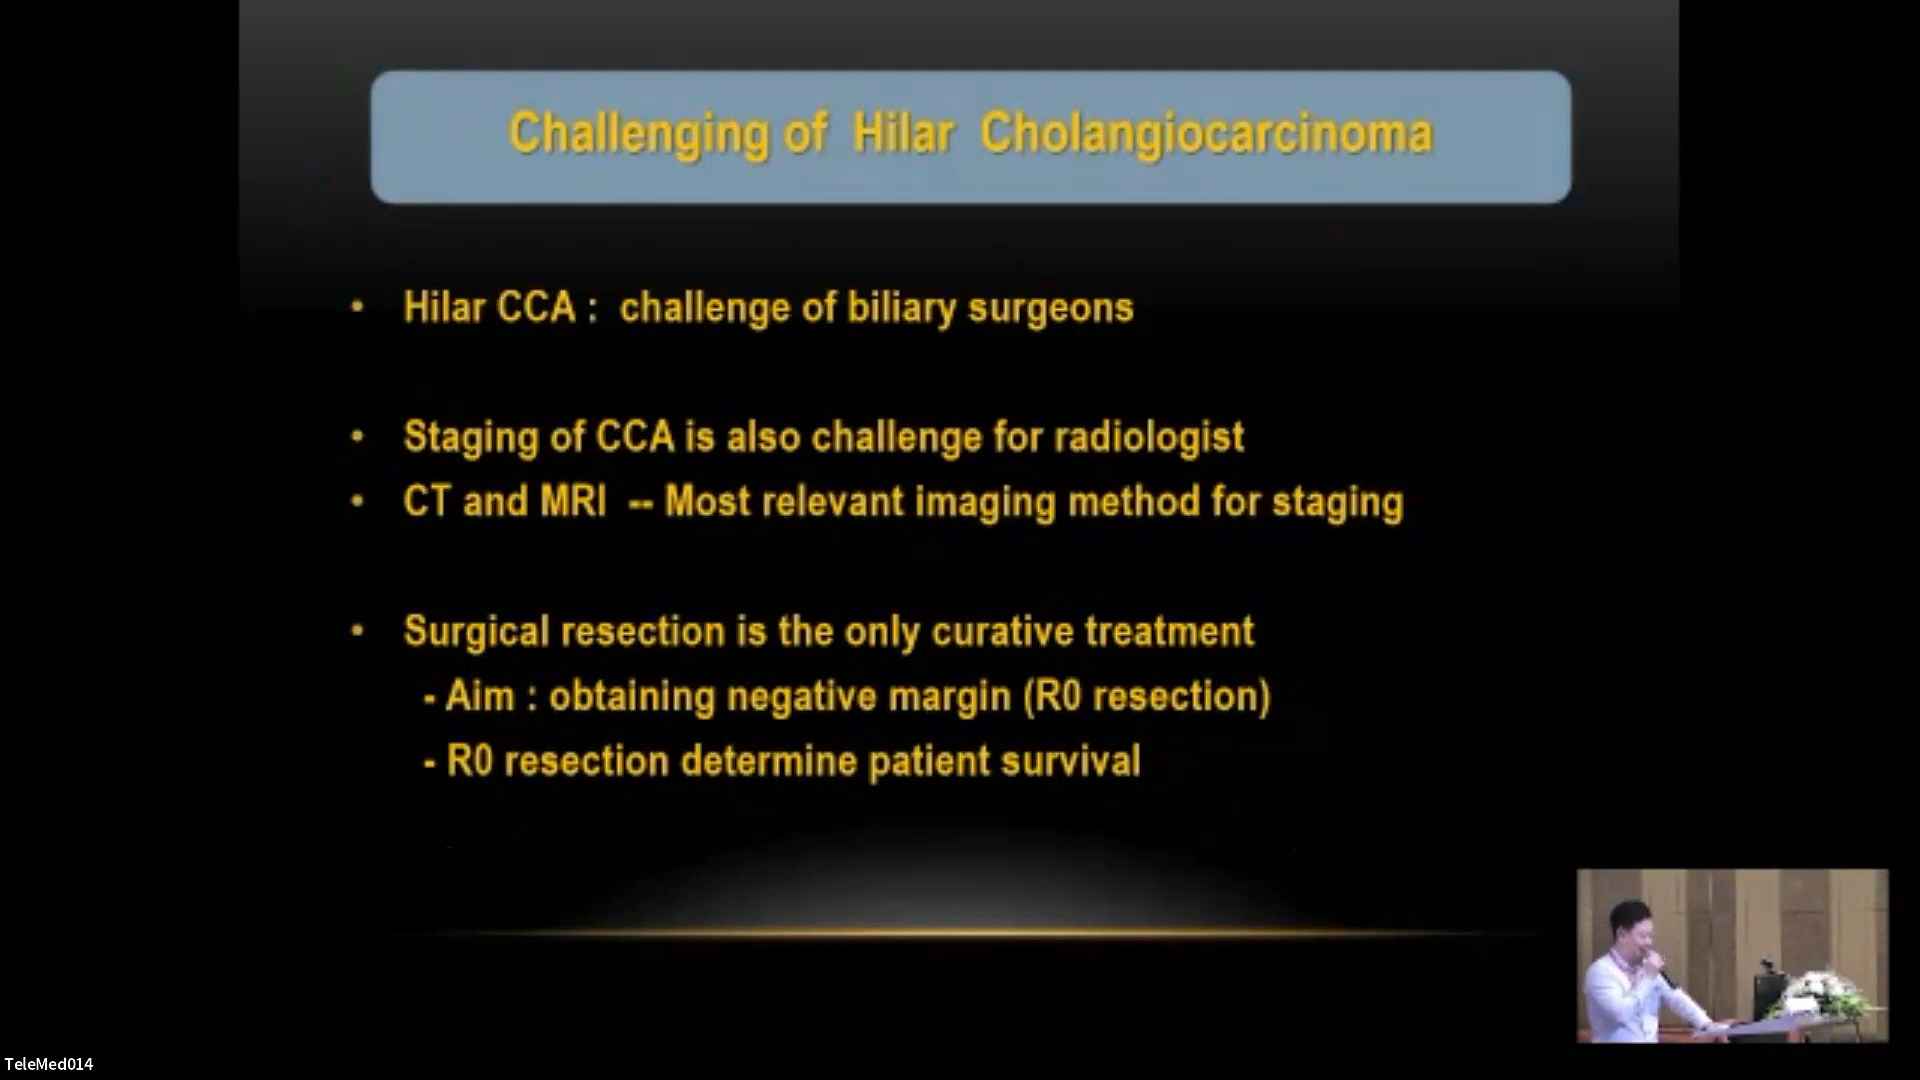 Challenging of Hilar Cholangiocarcinoma
• Hilar CCA : challenge of biliary surgeons
• Staging of CCA is also challenge for radiologist
• CT and MRI -- Most relevant imaging method for staging
• Surgical resection is the only curative treatment
- Aim : obtaining negative margin (R0 resection)
- R0 resection determine patient survival
TeleMed014